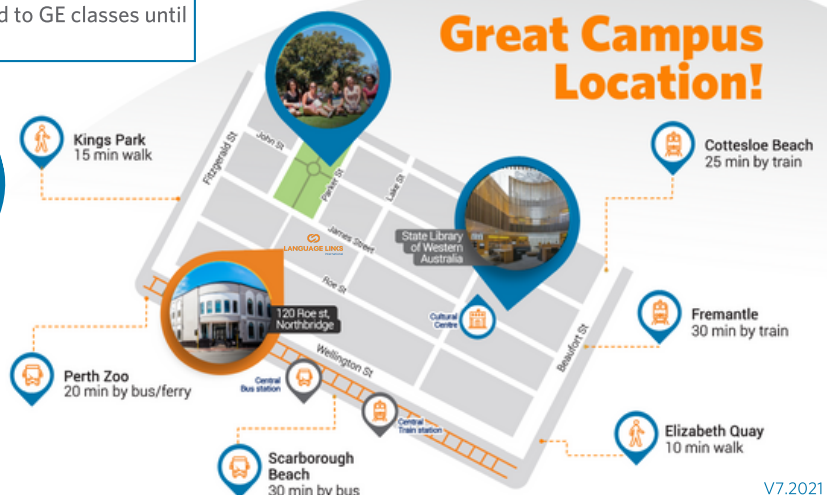 d to GE classes until
Great Campus
Location!
Kings Park
15 min walk
Cottesloe Beach
25 min by train
John St
Fitzgerald St
Parker St
Lake St
State Library
of Western
Australia
James Street
LANGUAGE LINKS
Roe St
120 Roe st,
Northbridge
Cultural
Centre
Fremantle
30 min by train
Beaufort St
Wellington St
Perth Zoo
20 min by bus/ferry
Central
Bus station
Central
Train station
Elizabeth Quay
10 min walk
Scarborough
Beach
30 min by bus
V7.2021